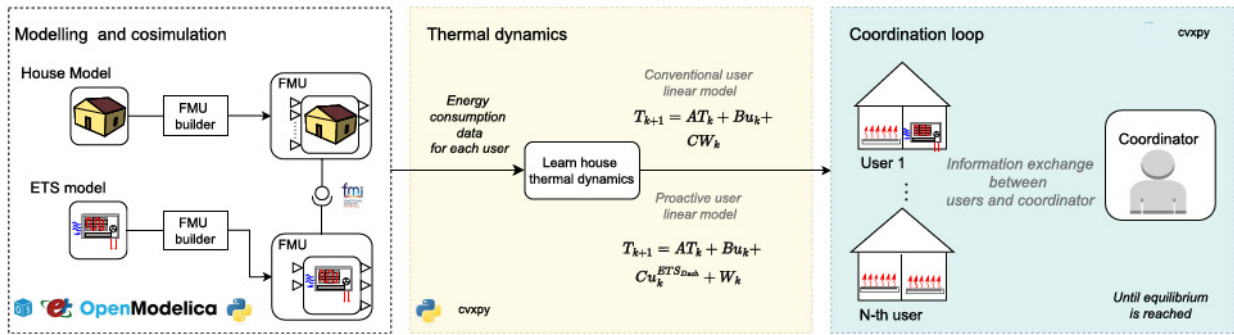 Modelling and cosimulation
House Model
FMU
builder
FMU
ETS model
FMU
builder
fmi
FMU
OpenModelica
Thermal dynamics
Energy
consumption
data
for each user
Conventional user
linear model
T_{k+1} = AT_k + Bu_k +
CW_k
Learn house
thermal dynamics
Proactive user
linear model
T_{k+1} = AT_k + Bu_k +
Cu_k^{ETS_{Dsch}} + W_k
cvxpy
Coordination loop
cvxpy
User 1
Information exchange
between
users and coordinator
Coordinator
N-th user
Until equilibrium
is reached